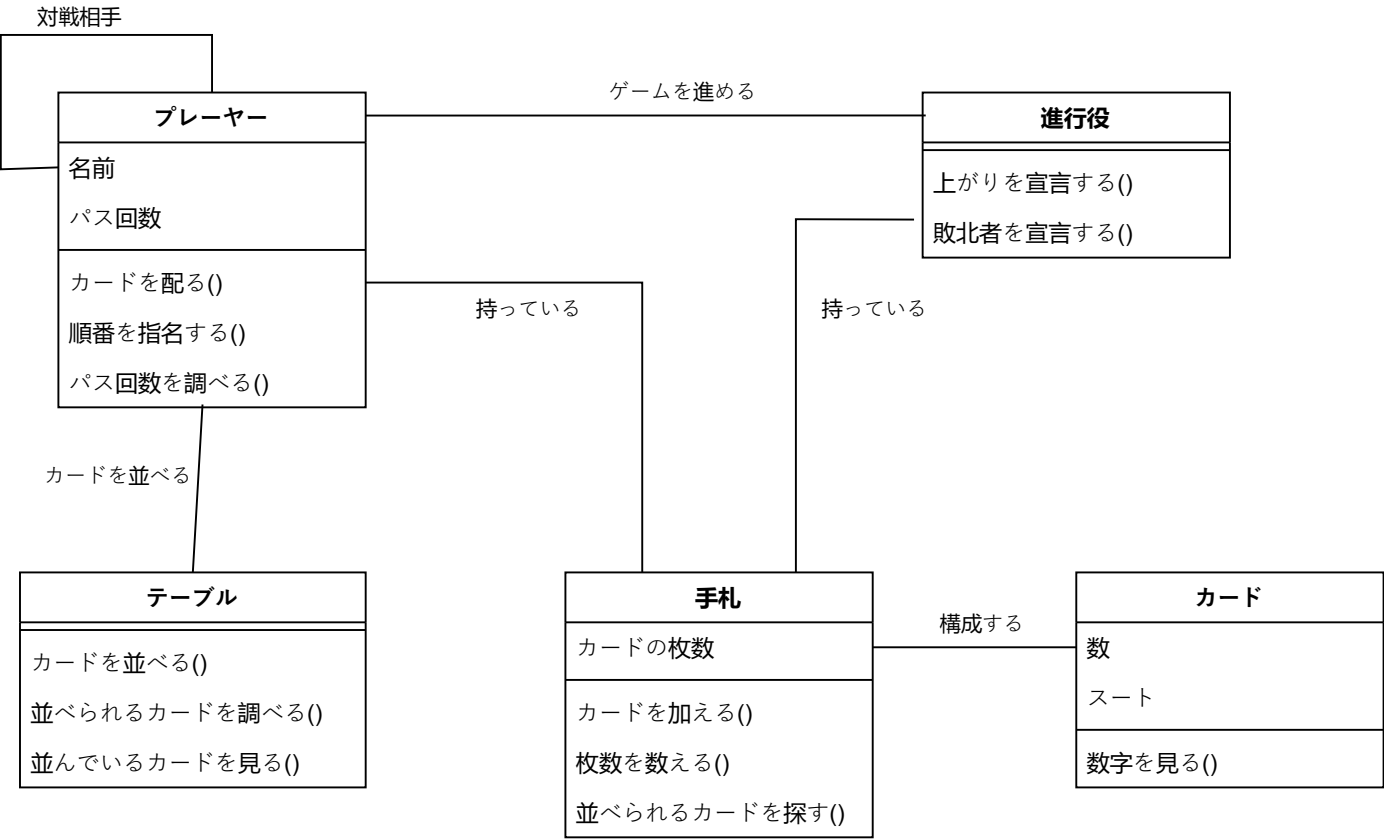 対戦相手
プレーヤー
名前
パス回数
カードを配る()
順番を指名する()
パス回数を調べる()
ゲームを進める
進行役
上がりを宣言する()
敗北者を宣言する()
持っている
持っている
カードを並べる
テーブル
カードを並べる()
並べられるカードを調べる()
並んでいるカードを見る()
手札
カードの枚数
カードを加える()
枚数を数える()
並べられるカードを探す()
構成する
カード
数
スート
数字を見る()